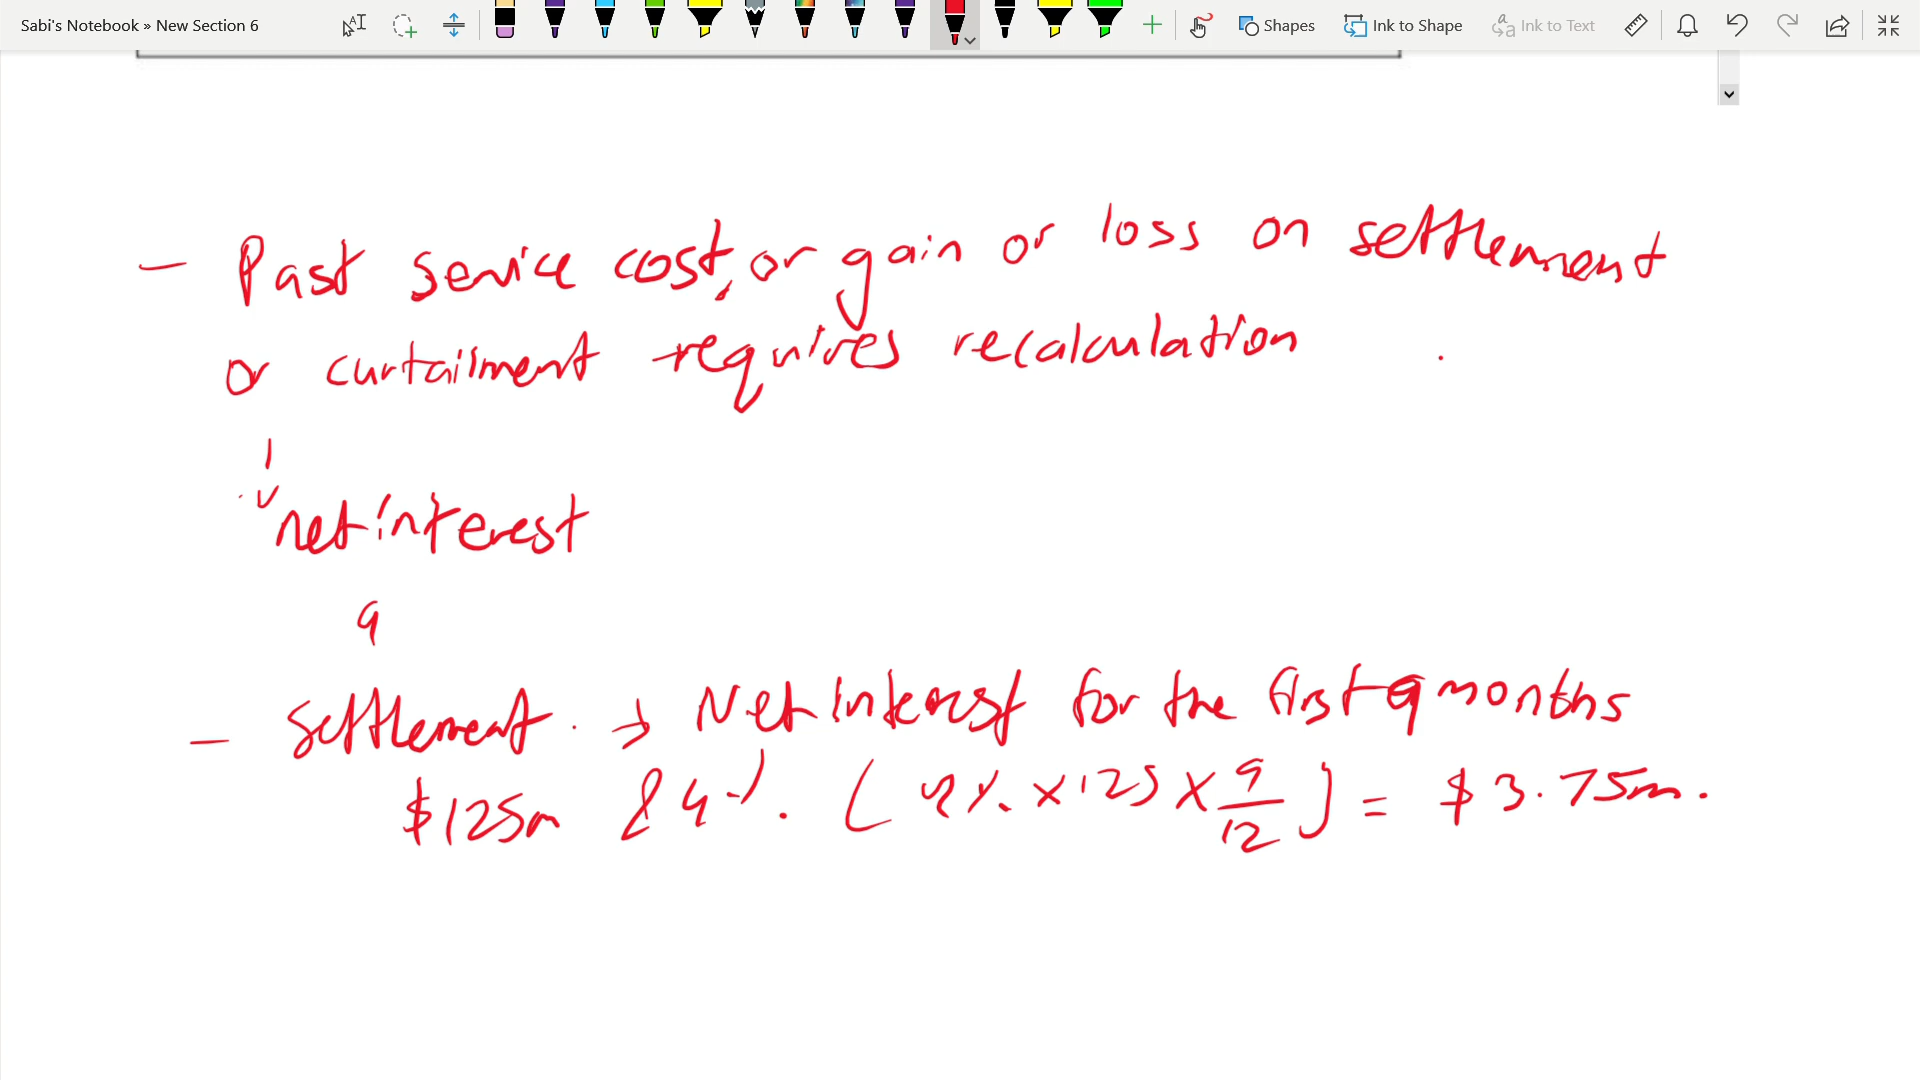 Sabi's Notebook » New Section 6
Shapes
Ink to Shape
Ink to Text
- Past service cost, or gain or loss on settlement
or curtailment requires recalculation
net interest
9
- Settlement → Net interest for the first 9 months
$125m & 4%. (4% × 125 × 9/12) = $3.75m.